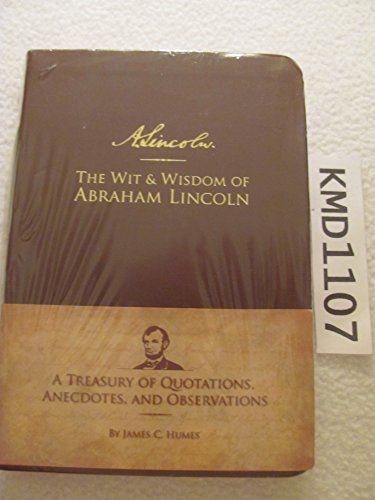 A. Lincoln.
THE WIT & WISDOM OF
ABRAHAM LINCOLN
A TREASURY OF QUOTATIONS,
ANECDOTES, AND OBSERVATIONS
BY JAMES C. HUMES
KMD1107